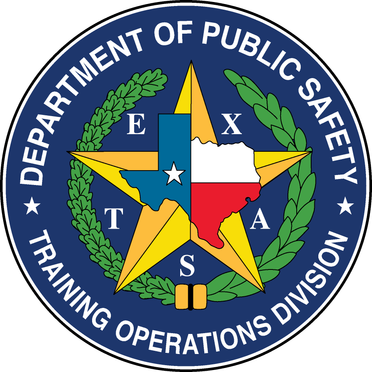 DEPARTMENT OF PUBLIC SAFETY
T E X A S
TRAINING OPERATIONS DIVISION